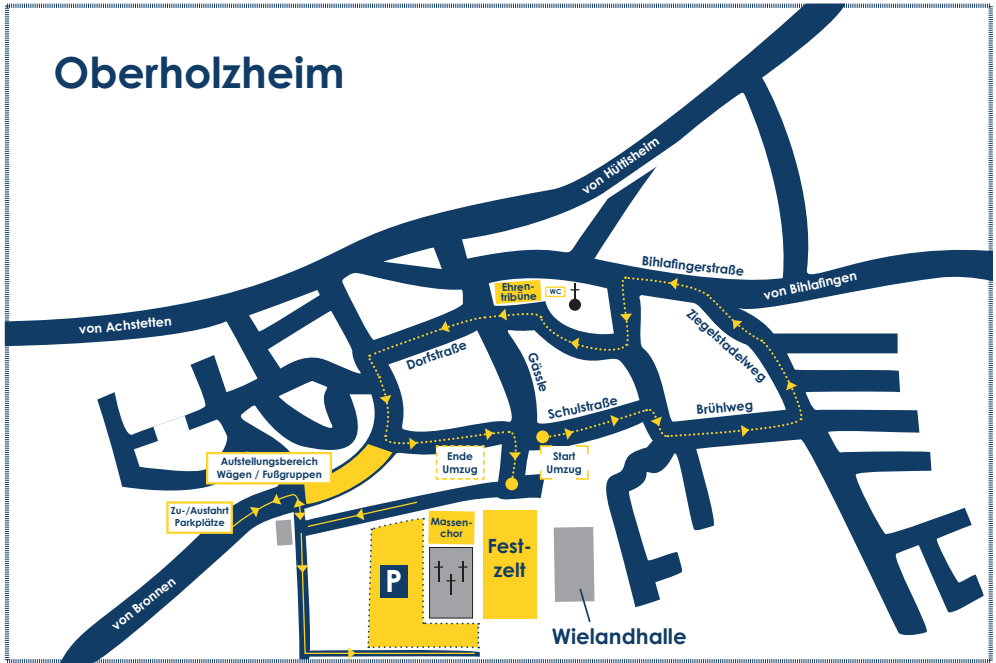 Oberholzheim
von Hüttisheim
Bihlafingerstraße
von Bihlafingen
Ehren-
tribüne
WC
von Achstetten
Ziegelstadelweg
Dorfstraße
Gässle
Schulstraße
Brühlweg
Aufstellungsbereich
Wägen / Fußgruppen
Ende
Umzug
Start
Umzug
Zu-/Ausfahrt
Parkplätze
Massen-
chor
Fest-
zelt
P
von Bronnen
Wielandhalle